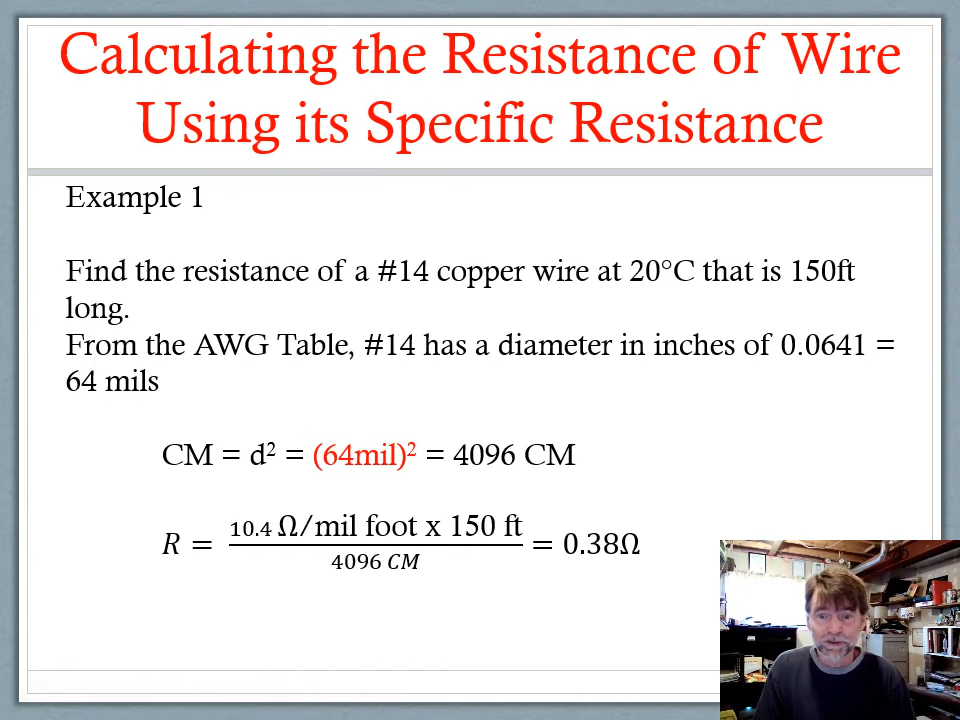 Calculating the Resistance of Wire
Using its Specific Resistance
Example 1
Find the resistance of a #14 copper wire at 20°C that is 150ft
long.
From the AWG Table, #14 has a diameter in inches of 0.0641 =
64 mils
CM = d² = (64mil)² = 4096 CM
R = 10.4 Ω/mil foot x 150 ft / 4096 CM = 0.38Ω